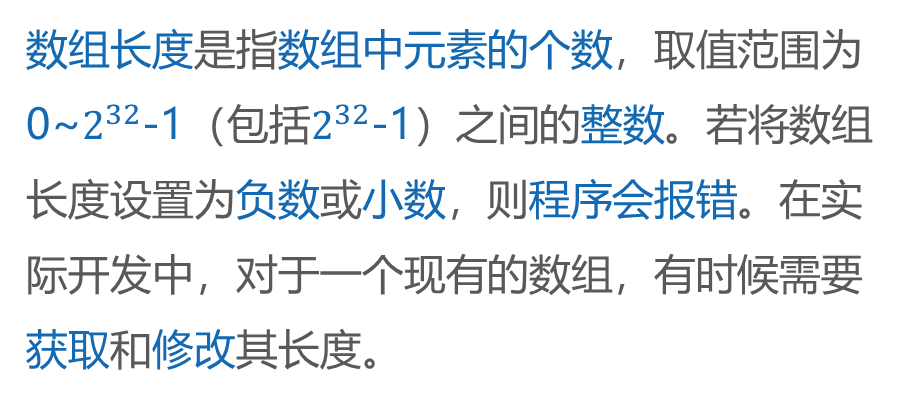 数组长度是指数组中元素的个数，取值范围为
0~2³²-1（包括2³²-1）之间的整数。若将数组
长度设置为负数或小数，则程序会报错。在实
际开发中，对于一个现有的数组，有时候需要
获取和修改其长度。